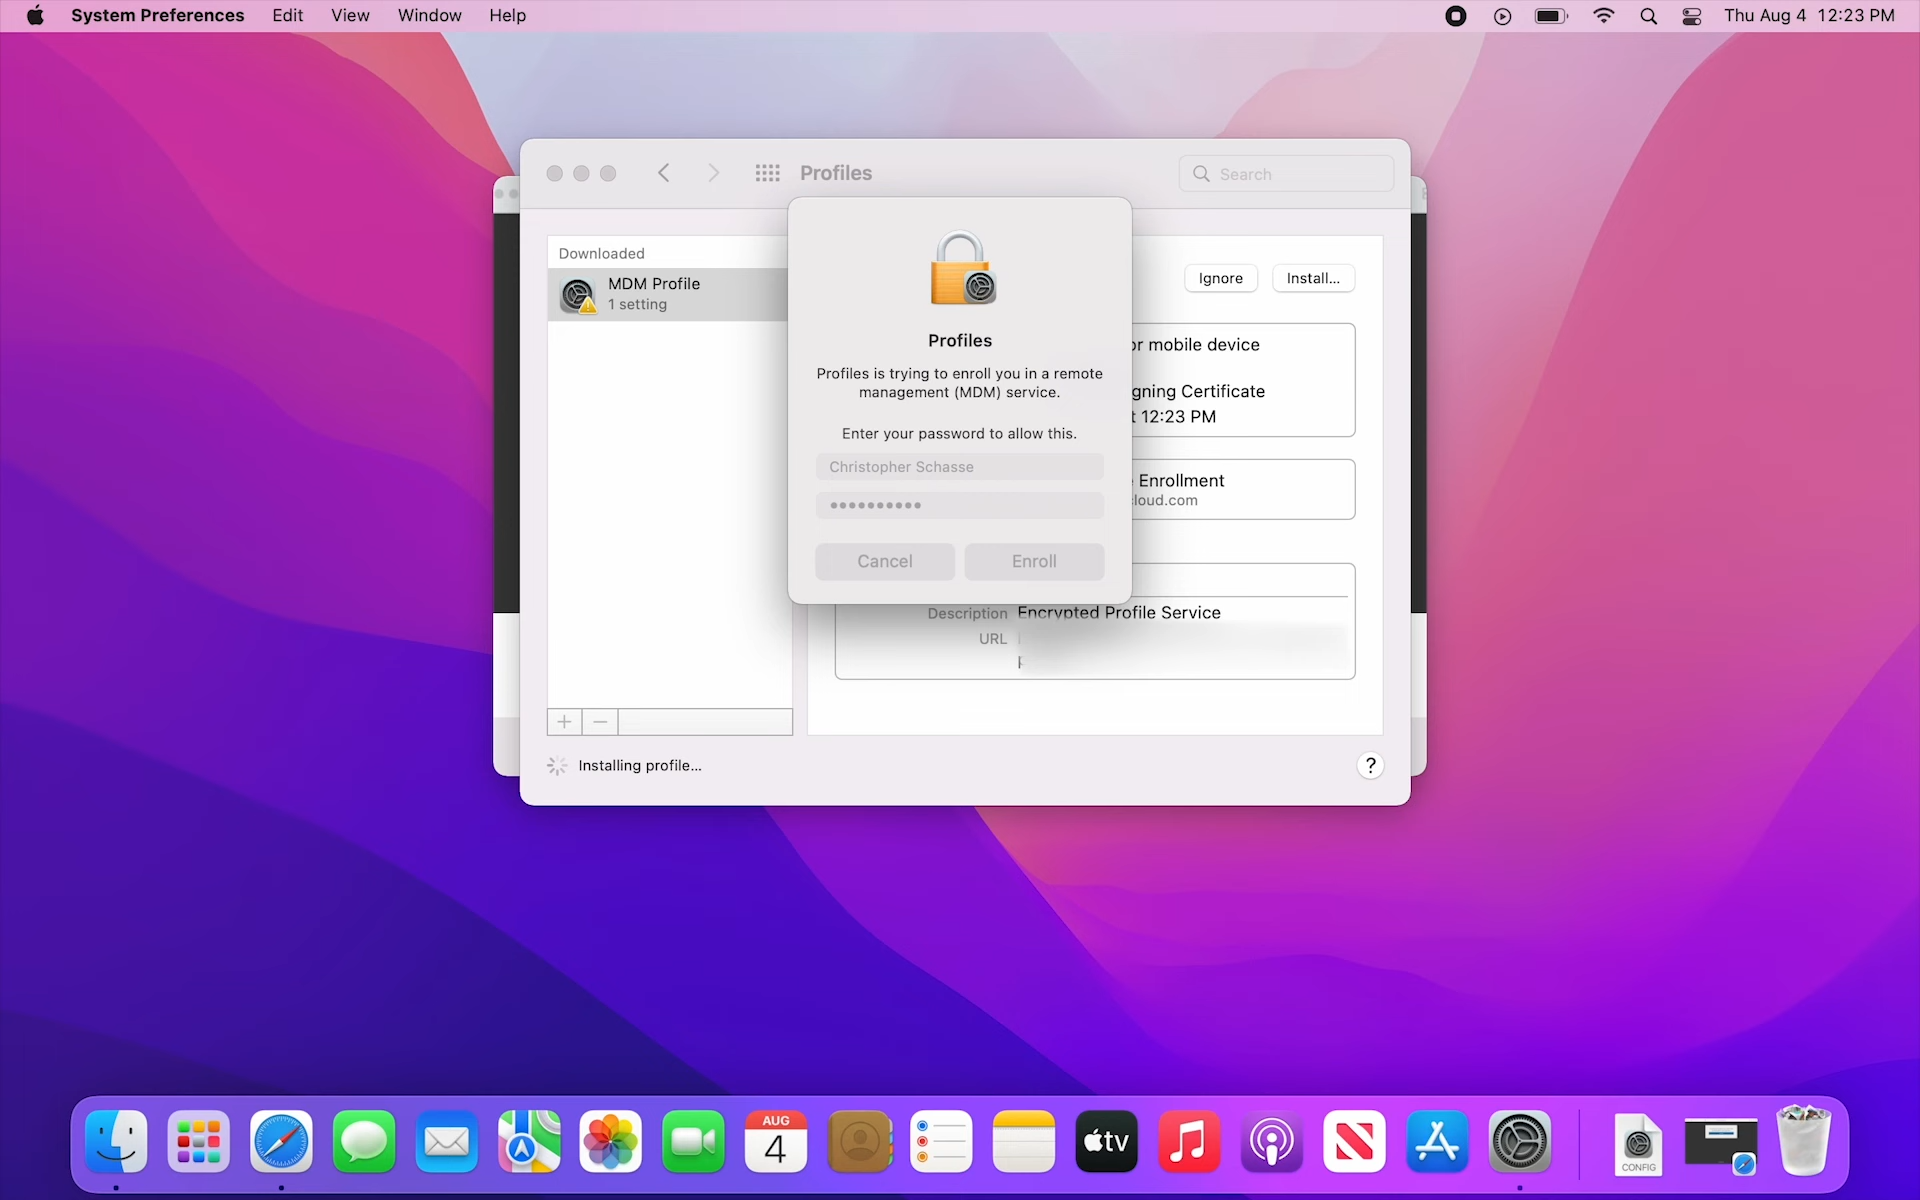 System Preferences Edit View Window Help
Thu Aug 4 12:23 PM
Profiles
Search
Downloaded
MDM Profile
1 setting
Ignore
Install...
Profiles
Profiles is trying to enroll you in a remote
management (MDM) service.
Enter your password to allow this.
Christopher Schasse
Cancel
Enroll
or mobile device
gning Certificate
t 12:23 PM
Enrollment
cloud.com
Description Encrypted Profile Service
URL
Installing profile...
?
AUG
4
tv
CONFIG